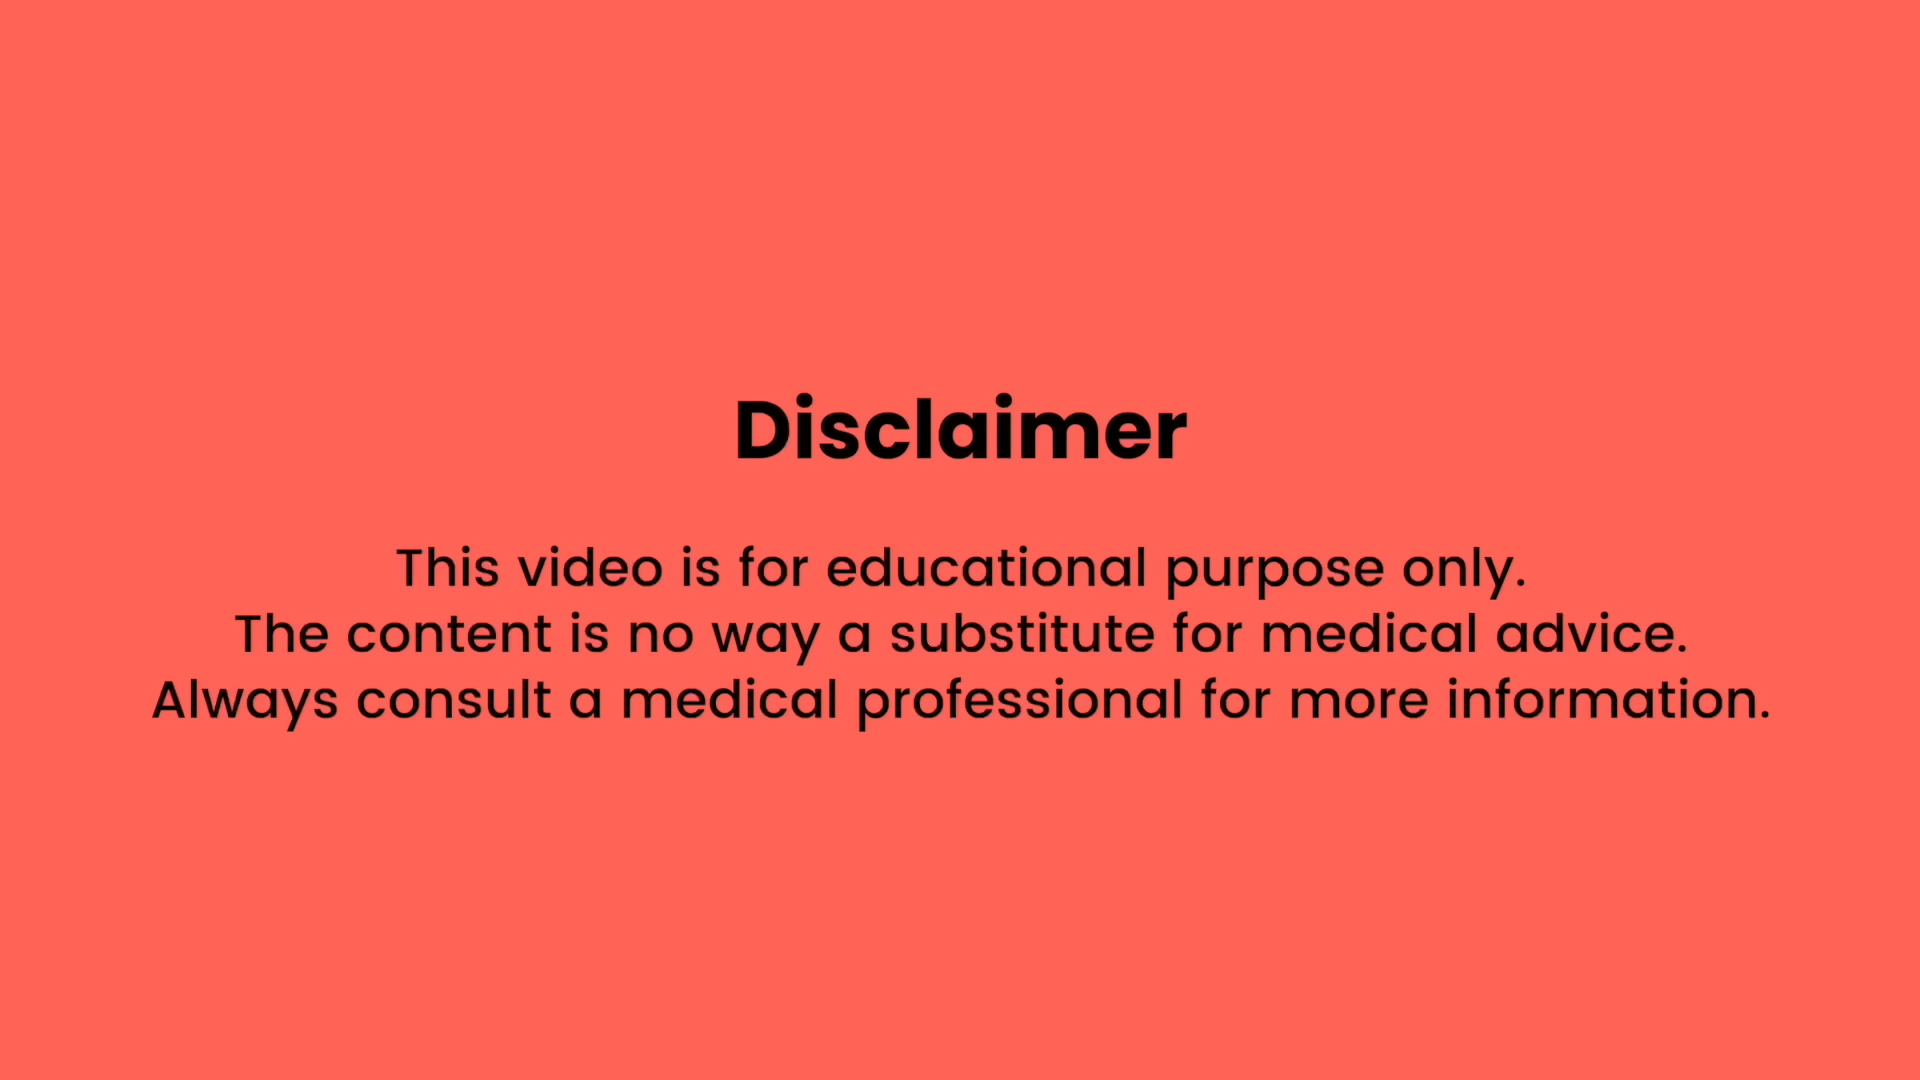 Disclaimer
This video is for educational purpose only.
The content is no way a substitute for medical advice.
Always consult a medical professional for more information.